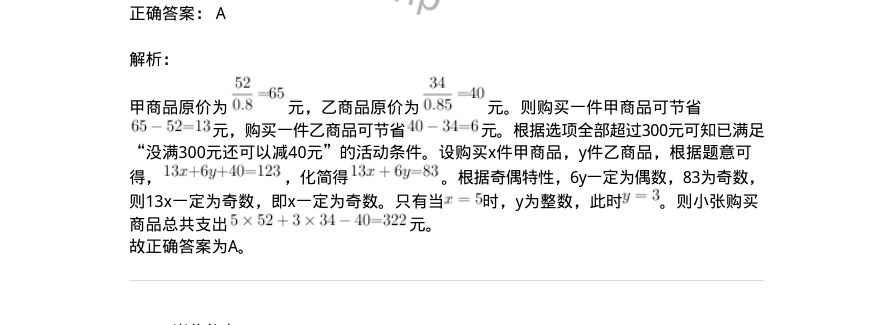 正确答案： A
解析：
甲商品原价为 52/0.8=65 元，乙商品原价为 34/0.85=40 元。则购买一件甲商品可节省
65 − 52=13元，购买一件乙商品可节省40 − 34=6元。根据选项全部超过300元可知已满足
“没满300元还可以减40元”的活动条件。设购买x件甲商品，y件乙商品，根据题意可
得， 13x+6y+40=123 ，化简得13x + 6y=83 。根据奇偶特性，6y一定为偶数，83为奇数，
则13x一定为奇数，即x一定为奇数。只有当x = 5时，y为整数，此时y = 3。则小张购买
商品总共支出5 × 52 + 3 × 34 − 40=322元。
故正确答案为A。